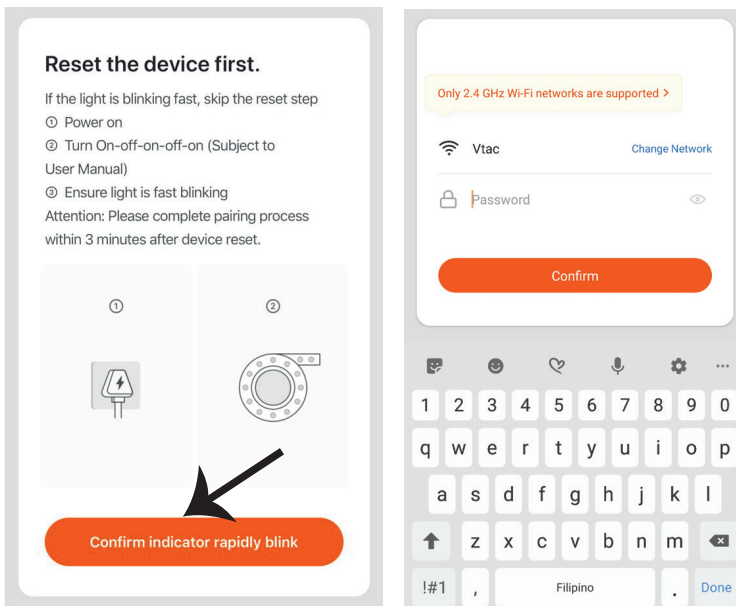 Reset the device first.
If the light is blinking fast, skip the reset step
① Power on
② Turn On-off-on-off-on (Subject to
User Manual)
③ Ensure light is fast blinking
Attention: Please complete pairing process
within 3 minutes after device reset.
①
②
Confirm indicator rapidly blink
Only 2.4 GHz Wi-Fi networks are supported >
Vtac Change Network
Password
Confirm
1 2 3 4 5 6 7 8 9 0
q w e r t y u i o p
a s d f g h j k l
z x c v b n m
!#1 , Filipino . Done